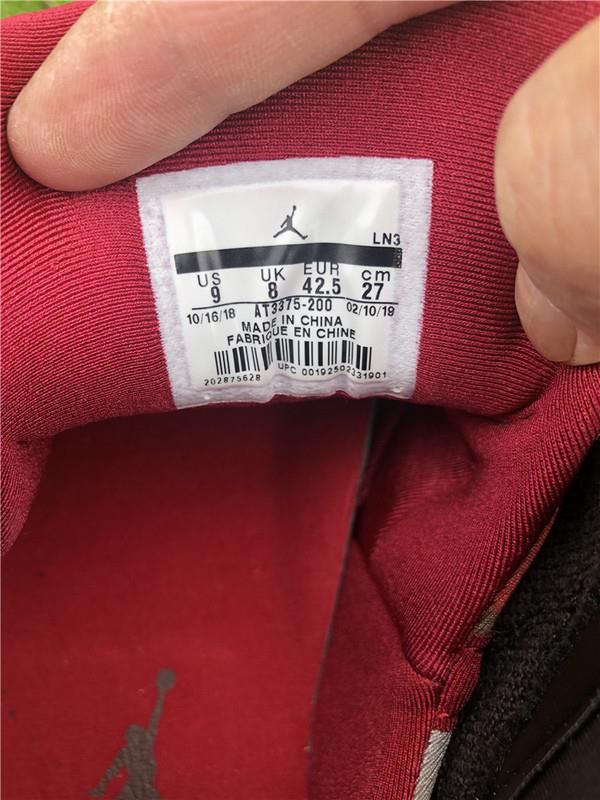 LN3
US UK EUR cm
9 8 42.5 27
10/16/18 AT3375-200 02/10/19
MADE IN CHINA
FABRIQUE EN CHINE
202875628 UPC 00192502331901